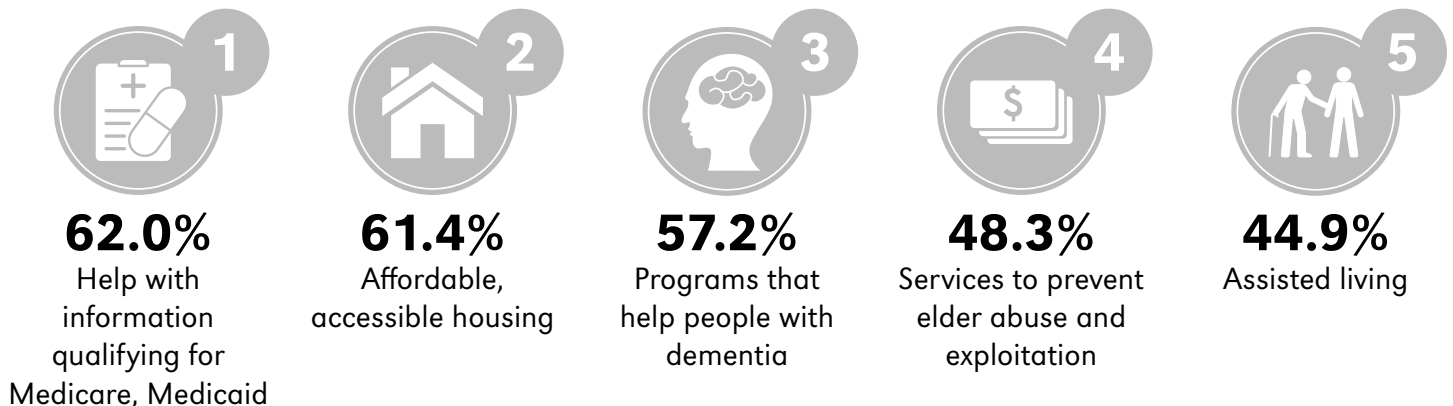 1
62.0%
Help with
information
qualifying for
Medicare, Medicaid
2
61.4%
Affordable,
accessible housing
3
57.2%
Programs that
help people with
dementia
$
4
48.3%
Services to prevent
elder abuse and
exploitation
5
44.9%
Assisted living